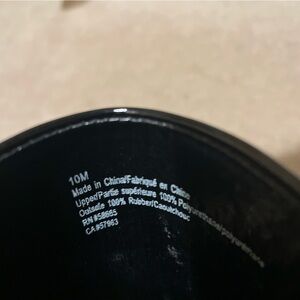 10M
Made in China/Fabriqué en Chine
Upper/Partie supérieure 100% Polyurethane/polyuréthane
Outsole 100% Rubber/Caoutchouc
RN #58665
CA #57963